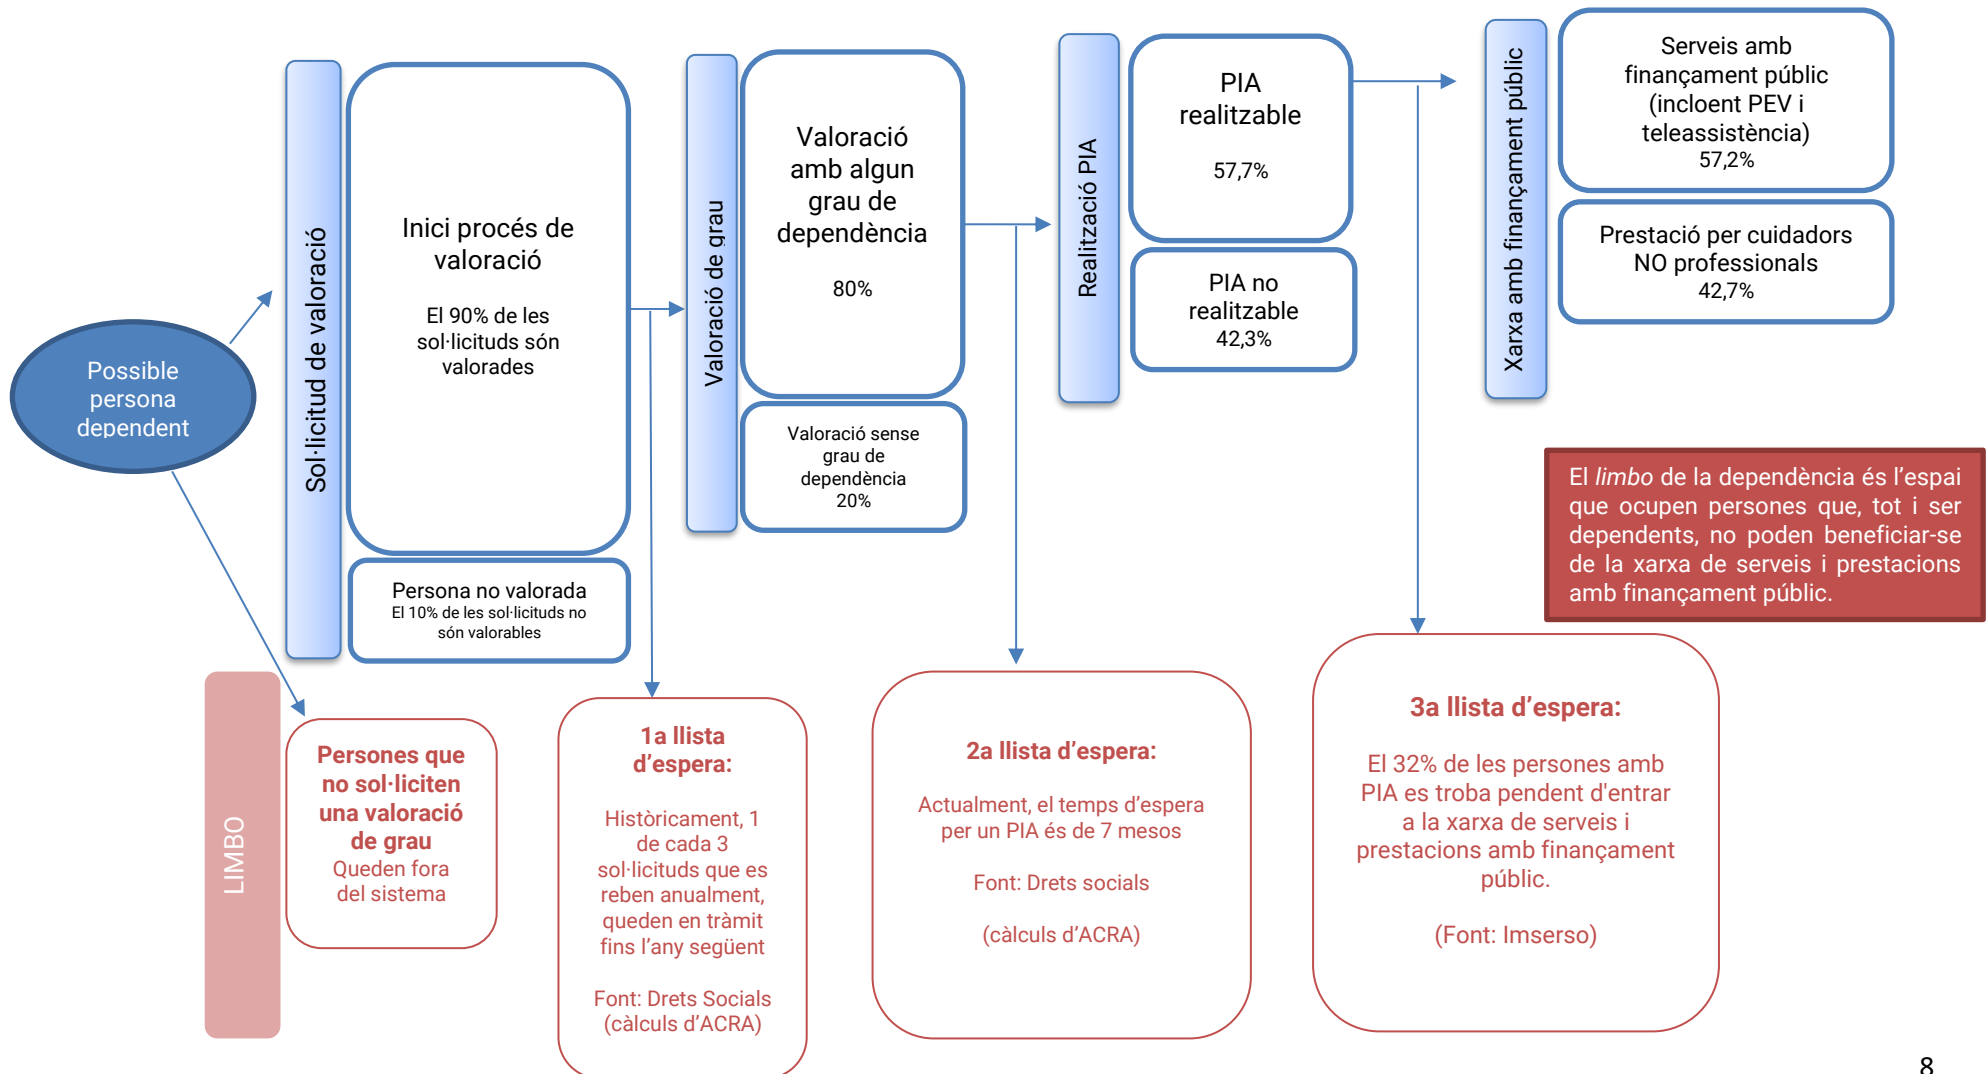 Possible
persona
dependent
Sol·licitud de valoració
Inici procés de
valoració
El 90% de les
sol·licituds són
valorades
Persona no valorada
El 10% de les sol·licituds no
són valorables
Valoració de grau
Valoració
amb algun
grau de
dependència
80%
Valoració sense
grau de
dependència
20%
Realització PIA
PIA
realitzable
57,7%
PIA no
realitzable
42,3%
Xarxa amb finançament públic
Serveis amb
finançament públic
(incloent PEV i
teleassistència)
57,2%
Prestació per cuidadors
NO professionals
42,7%
El limbo de la dependència és l’espai
que ocupen persones que, tot i ser
dependents, no poden beneficiar-se
de la xarxa de serveis i prestacions
amb finançament públic.
LIMBO
Persones que
no sol·liciten
una valoració
de grau
Queden fora
del sistema
1a llista
d’espera:
Històricament, 1
de cada 3
sol·licituds que es
reben anualment,
queden en tràmit
fins l’any següent
Font: Drets Socials
(càlculs d’ACRA)
2a llista d’espera:
Actualment, el temps d’espera
per un PIA és de 7 mesos
Font: Drets socials
(càlculs d’ACRA)
3a llista d’espera:
El 32% de les persones amb
PIA es troba pendent d'entrar
a la xarxa de serveis i
prestacions amb finançament
públic.
(Font: Imserso)
8